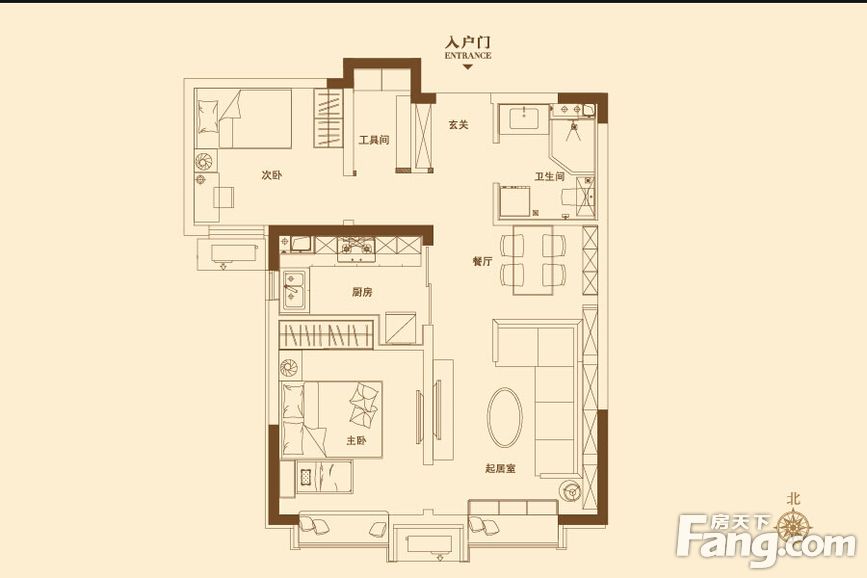 入户门
ENTRANCE
玄关
工具间
次卧
卫生间
餐厅
厨房
主卧
起居室
北
房天下
Fang.com